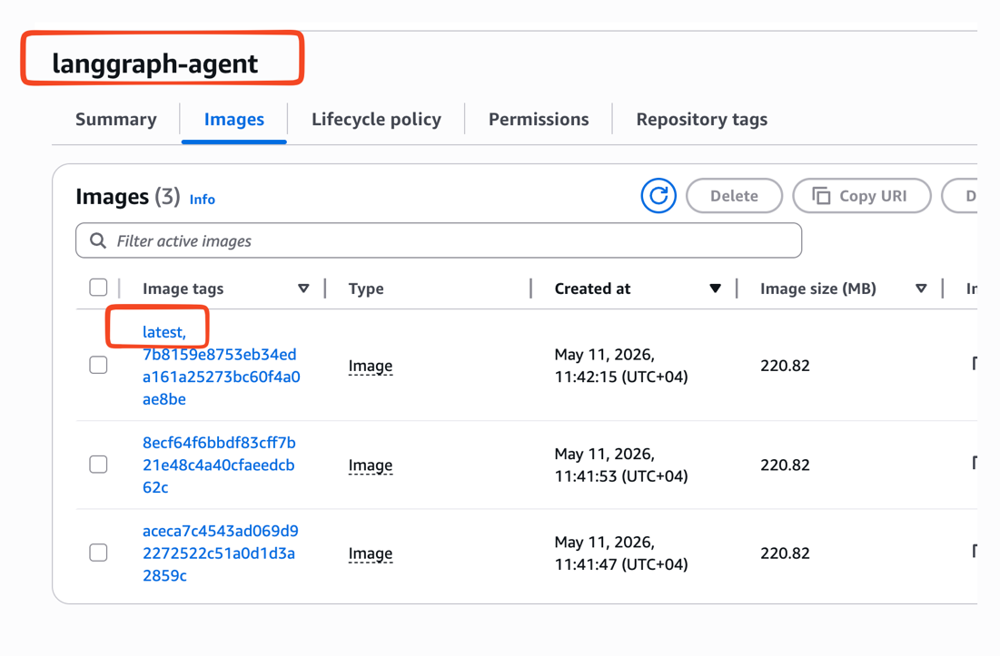 langgraph-agent
Summary
Images
Lifecycle policy
Permissions
Repository tags
Images (3) Info
Delete
Copy URI
D
Filter active images
Image tags
Type
Created at
Image size (MB)
latest,
7b8159e8753eb34ed
a161a25273bc60f4a0
ae8be
Image
May 11, 2026,
11:42:15 (UTC+04)
220.82
8ecf64f6bbdf83cff7b
21e48c4a40cfaeedcb
62c
Image
May 11, 2026,
11:41:53 (UTC+04)
220.82
aceca7c4543ad069d9
2272522c51a0d1d3a
2859c
Image
May 11, 2026,
11:41:47 (UTC+04)
220.82